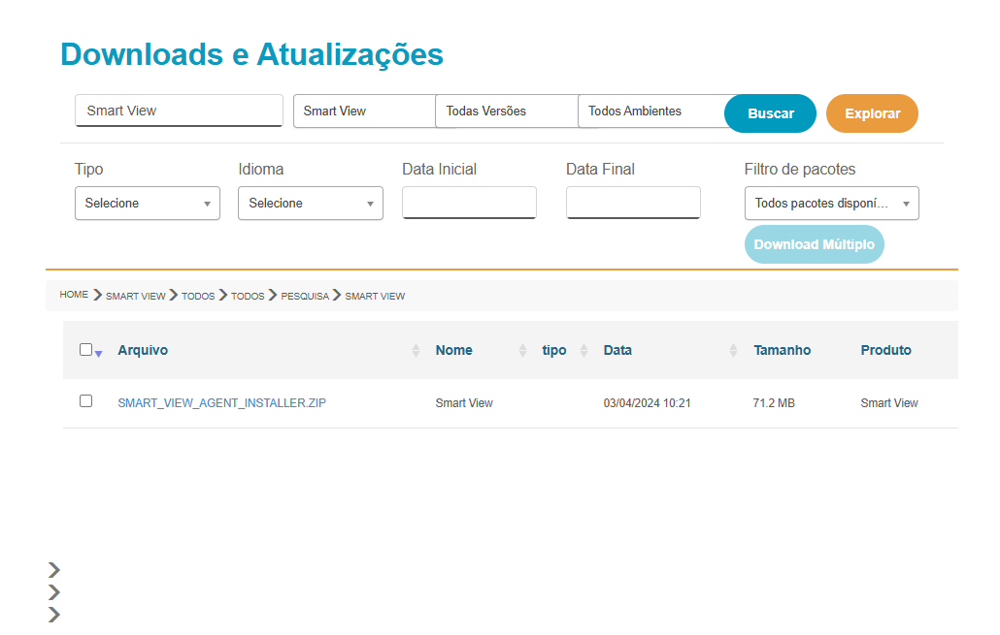 Downloads e Atualizações
Smart View Smart View Todas Versões Todos Ambientes Buscar Explorar
Tipo Idioma Data Inicial Data Final Filtro de pacotes
Selecione Selecione Todos pacotes disponí...
Download Múltiplo
HOME SMART VIEW TODOS TODOS PESQUISA SMART VIEW
Arquivo Nome tipo Data Tamanho Produto
SMART_VIEW_AGENT_INSTALLER.ZIP Smart View 03/04/2024 10:21 71.2 MB Smart View